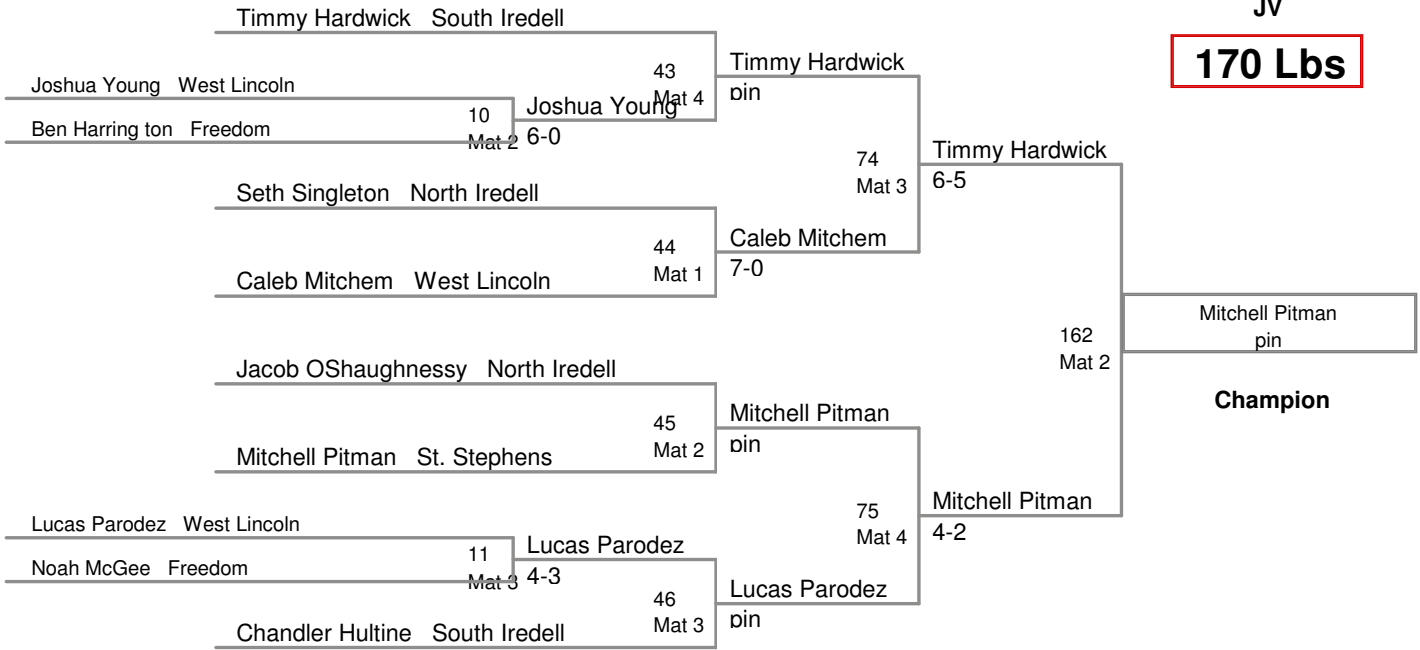 JV
170 Lbs
Timmy Hardwick South Iredell
Joshua Young West Lincoln
Ben Harring ton Freedom
10
Mat 2
Joshua Young
6-0
43
Mat 4
Timmy Hardwick
pin
Seth Singleton North Iredell
Caleb Mitchem West Lincoln
44
Mat 1
Caleb Mitchem
7-0
74
Mat 3
Timmy Hardwick
6-5
Jacob OShaughnessy North Iredell
Mitchell Pitman St. Stephens
45
Mat 2
Mitchell Pitman
pin
Lucas Parodez West Lincoln
Noah McGee Freedom
11
Mat 3
Lucas Parodez
4-3
Chandler Hultine South Iredell
46
Mat 3
Lucas Parodez
pin
75
Mat 4
Mitchell Pitman
4-2
162
Mat 2
Mitchell Pitman
pin
Champion